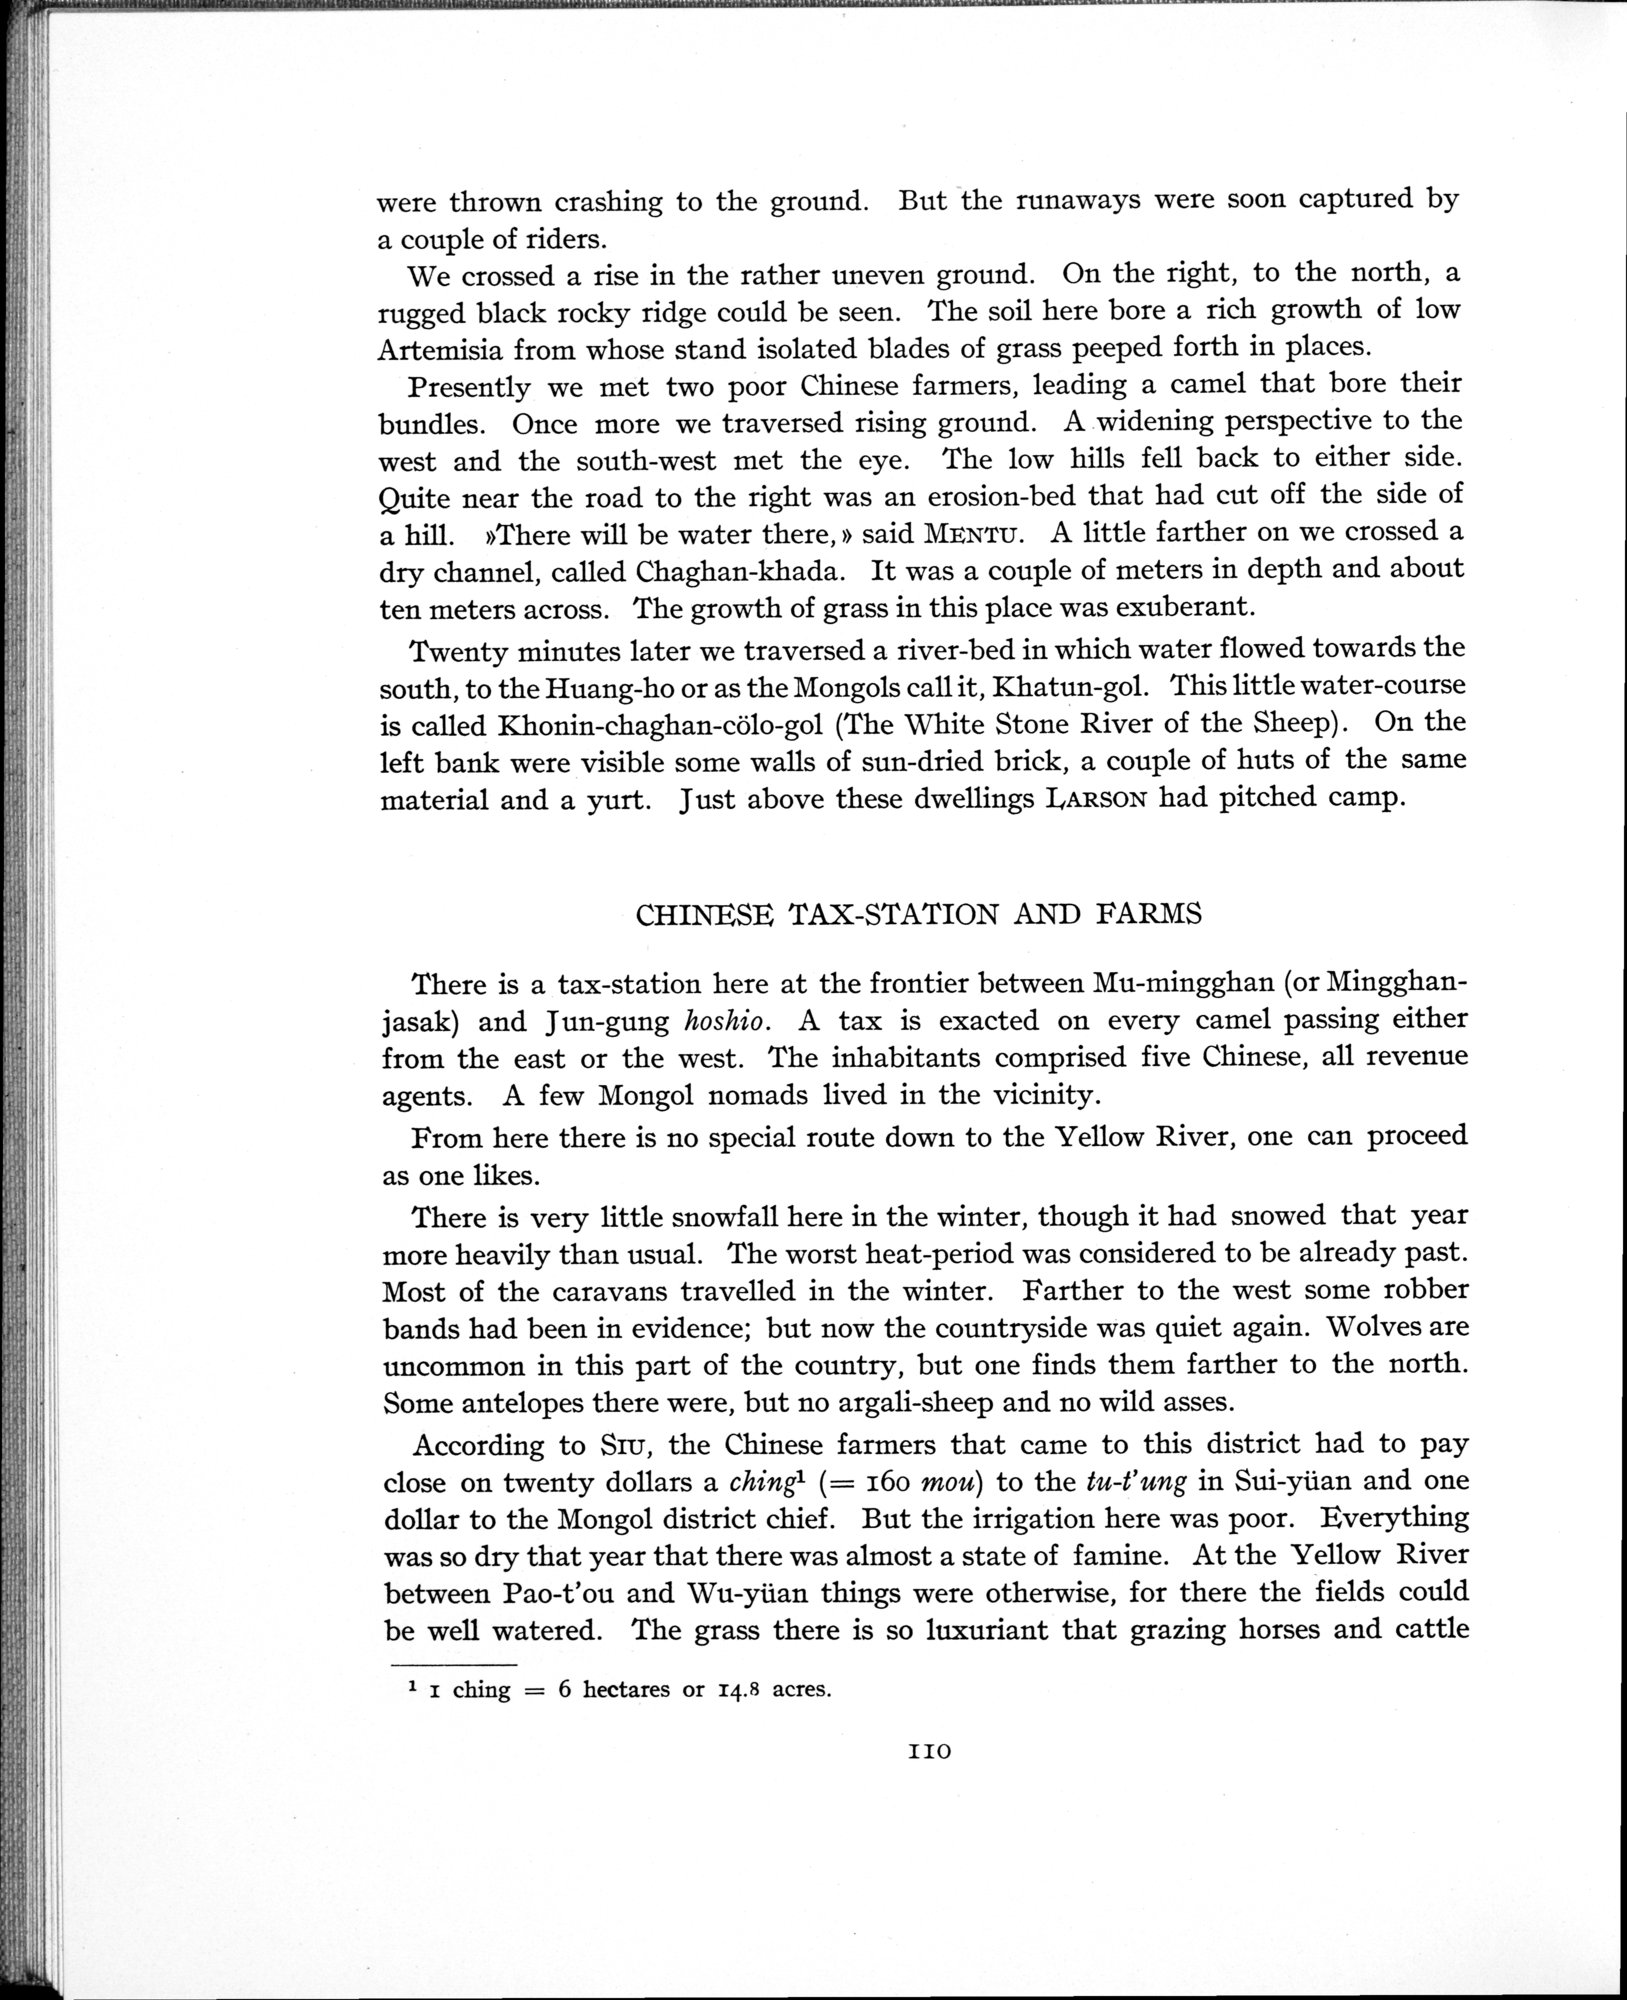 were thrown crashing to the ground. But the runaways were soon captured by
a couple of riders.
We crossed a rise in the rather uneven ground. On the right, to the north, a
rugged black rocky ridge could be seen. The soil here bore a rich growth of low
Artemisia from whose stand isolated blades of grass peeped forth in places.
Presently we met two poor Chinese farmers, leading a camel that bore their
bundles. Once more we traversed rising ground. A widening perspective to the
west and the south-west met the eye. The low hills fell back to either side.
Quite near the road to the right was an erosion-bed that had cut off the side of
a hill. »There will be water there,» said MENTU. A little farther on we crossed a
dry channel, called Chaghan-khada. It was a couple of meters in depth and about
ten meters across. The growth of grass in this place was exuberant.
Twenty minutes later we traversed a river-bed in which water flowed towards the
south, to the Huang-ho or as the Mongols call it, Khatun-gol. This little water-course
is called Khonin-chaghan-cölo-gol (The White Stone River of the Sheep). On the
left bank were visible some walls of sun-dried brick, a couple of huts of the same
material and a yurt. Just above these dwellings LARSON had pitched camp.
CHINESE TAX-STATION AND FARMS
There is a tax-station here at the frontier between Mu-mingghan (or Mingghan-
jasak) and Jun-gung hoshio. A tax is exacted on every camel passing either
from the east or the west. The inhabitants comprised five Chinese, all revenue
agents. A few Mongol nomads lived in the vicinity.
From here there is no special route down to the Yellow River, one can proceed
as one likes.
There is very little snowfall here in the winter, though it had snowed that year
more heavily than usual. The worst heat-period was considered to be already past.
Most of the caravans travelled in the winter. Farther to the west some robber
bands had been in evidence; but now the countryside was quiet again. Wolves are
uncommon in this part of the country, but one finds them farther to the north.
Some antelopes there were, but no argali-sheep and no wild asses.
According to SIU, the Chinese farmers that came to this district had to pay
close on twenty dollars a ching¹ (= 160 mou) to the tu-t'ung in Sui-yüan and one
dollar to the Mongol district chief. But the irrigation here was poor. Everything
was so dry that year that there was almost a state of famine. At the Yellow River
between Pao-t'ou and Wu-yüan things were otherwise, for there the fields could
be well watered. The grass there is so luxuriant that grazing horses and cattle
¹ 1 ching = 6 hectares or 14.8 acres.
110